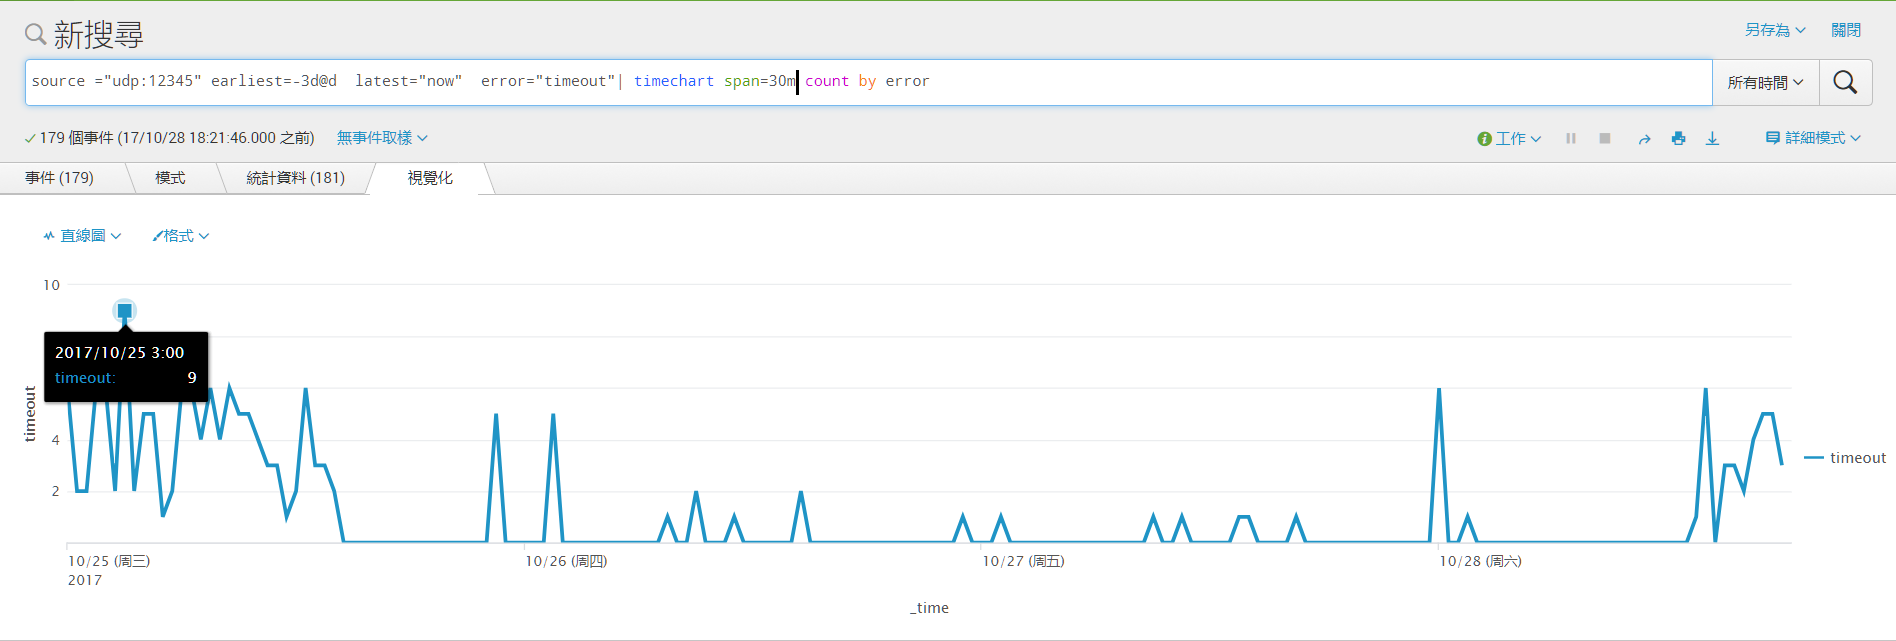 新搜尋
另存為
關閉
source ="udp:12345" earliest=-3d@d  latest="now"  error="timeout"| timechart span=30m count by error
所有時間
179 個事件 (17/10/28 18:21:46.000 之前)
無事件取樣
工作
詳細模式
事件 (179)
模式
統計資料 (181)
視覺化
直線圖
格式
10
2017/10/25 3:00
timeout: 9
timeout
4
2
timeout
10/25 (周三)
2017
10/26 (周四)
10/27 (周五)
10/28 (周六)
_time